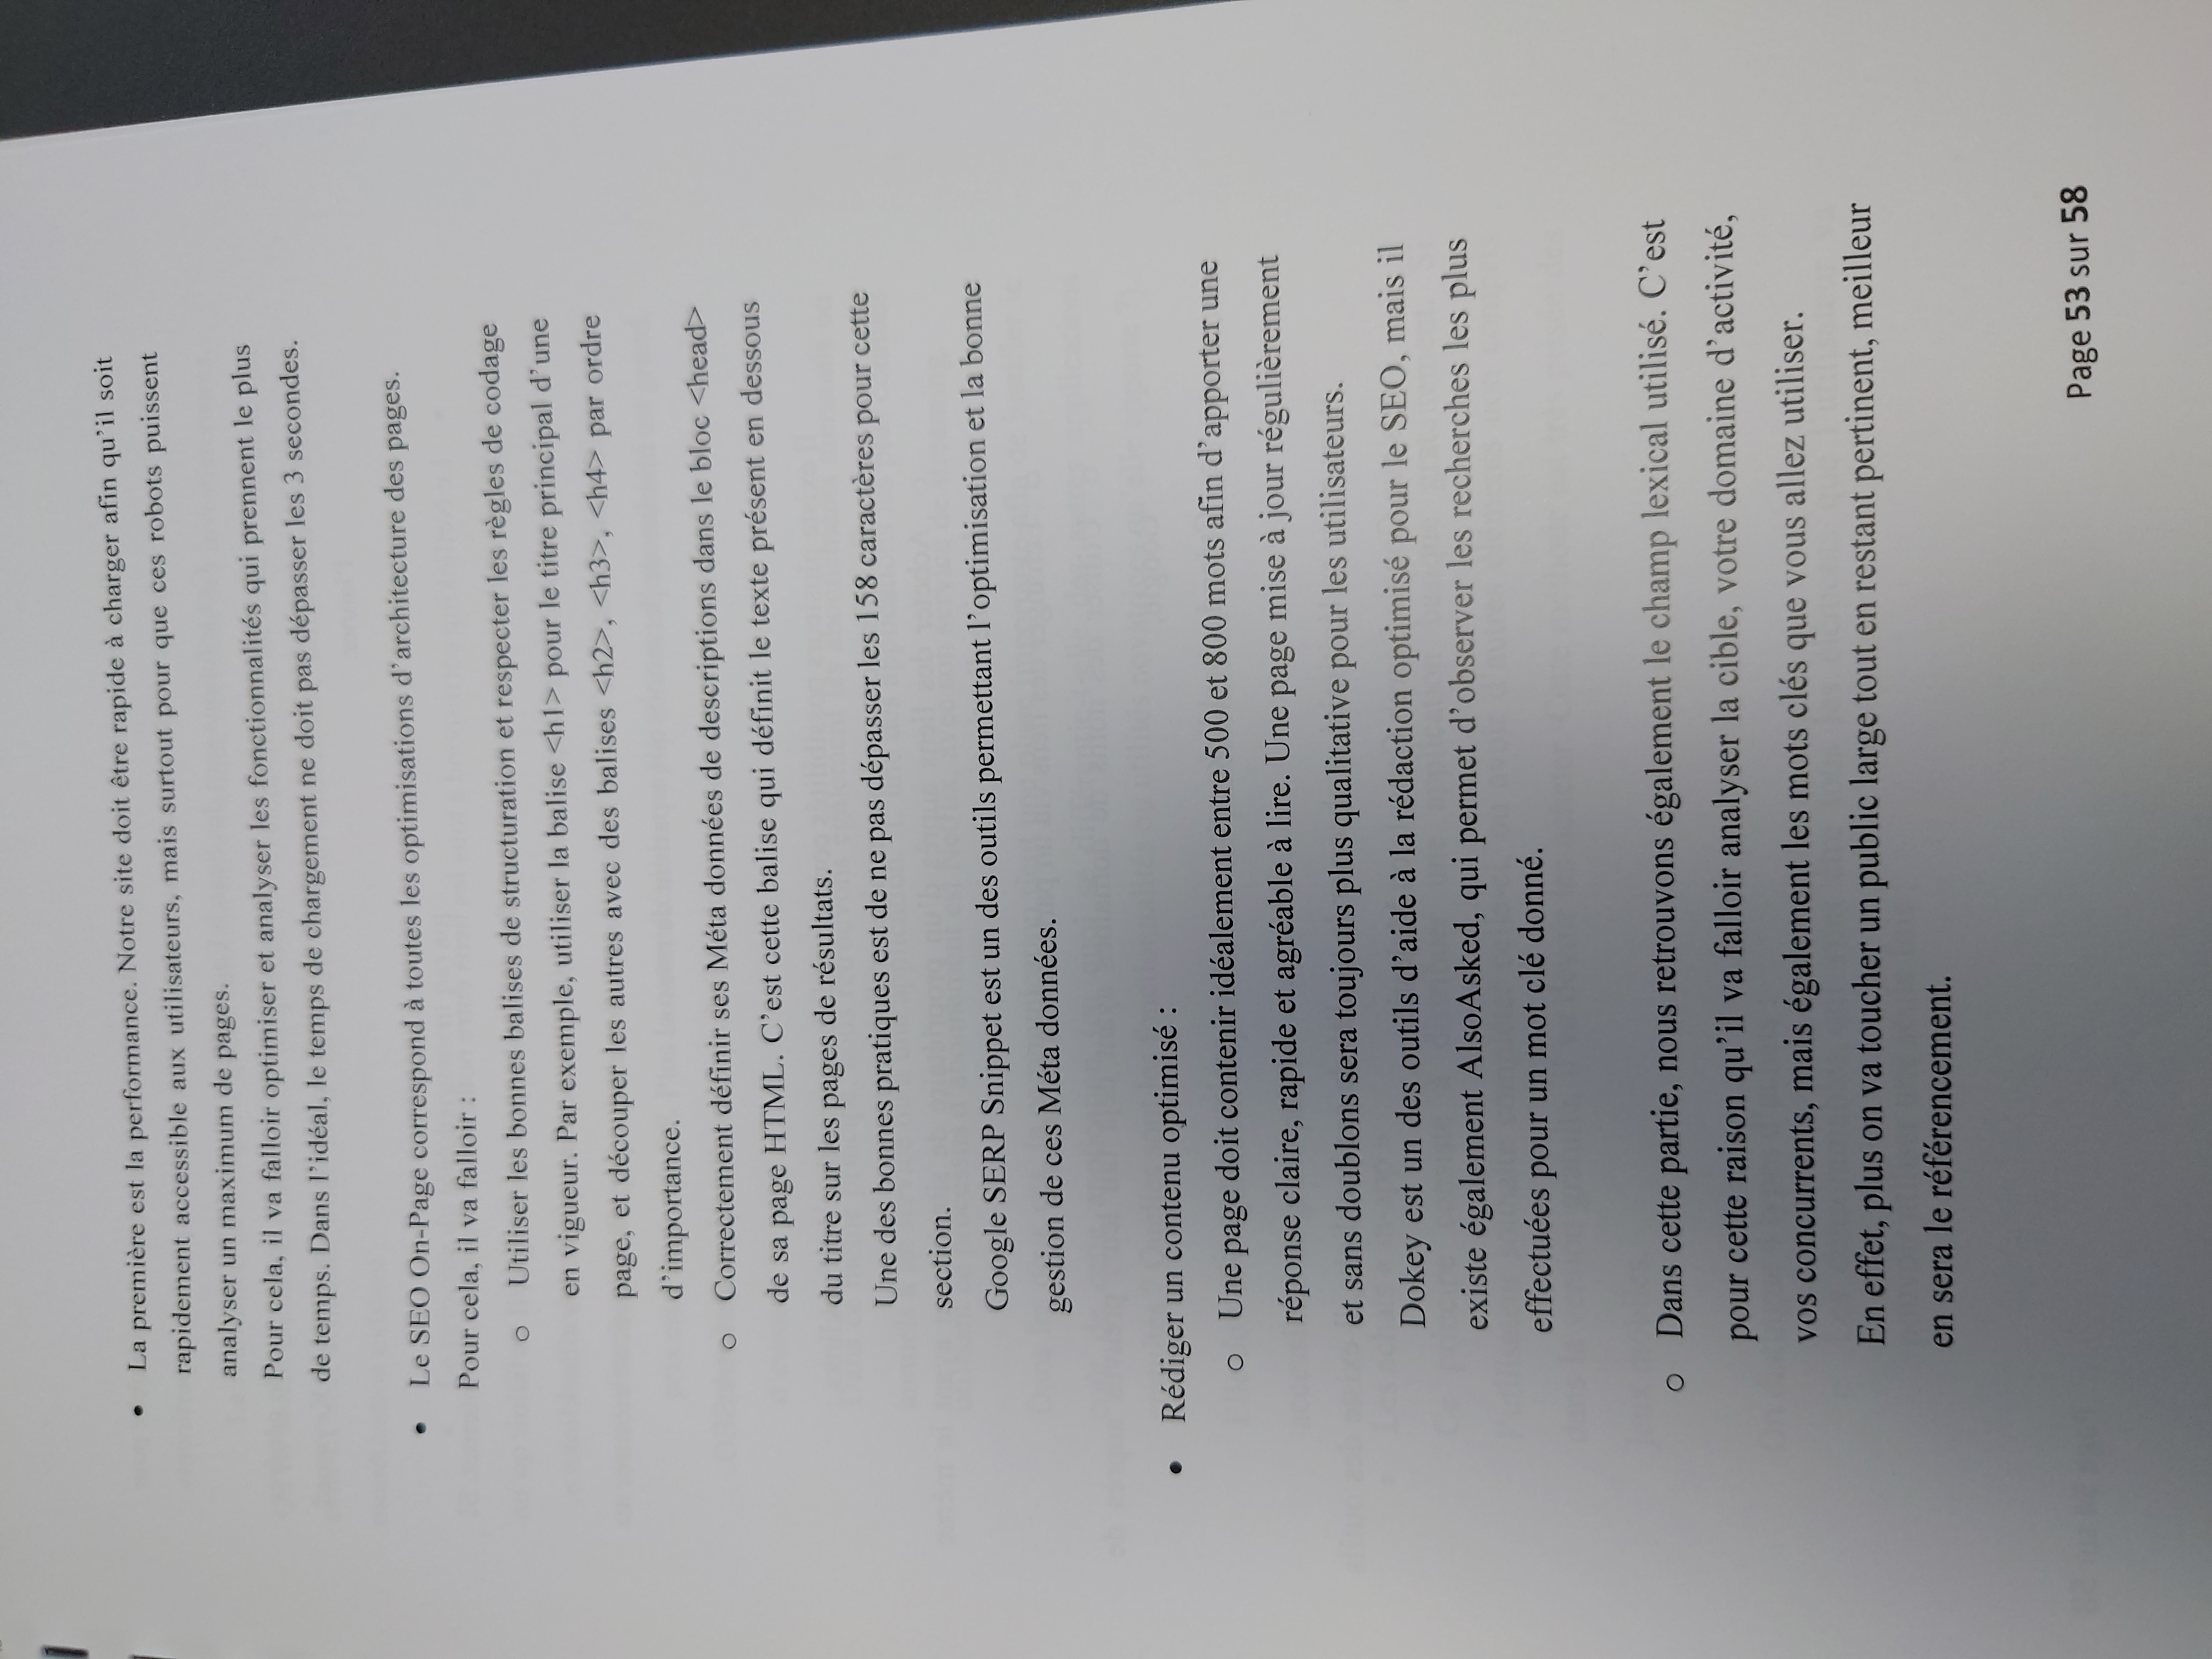 • La première est la performance. Notre site doit être rapide à charger afin qu'il soit
rapidement accessible aux utilisateurs, mais surtout pour que ces robots puissent
analyser un maximum de pages.
Pour cela, il va falloir optimiser et analyser les fonctionnalités qui prennent le plus
de temps. Dans l'idéal, le temps de chargement ne doit pas dépasser les 3 secondes.
• Le SEO On-Page correspond à toutes les optimisations d'architecture des pages.
Pour cela, il va falloir :
o Utiliser les bonnes balises de structuration et respecter les règles de codage
en vigueur. Par exemple, utiliser la balise <h1> pour le titre principal d'une
page, et découper les autres avec des balises <h2>, <h3>, <h4> par ordre
d'importance.
o Correctement définir ses Méta données de descriptions dans le bloc <head>
de sa page HTML. C'est cette balise qui définit le texte présent en dessous
du titre sur les pages de résultats.
Une des bonnes pratiques est de ne pas dépasser les 158 caractères pour cette
section.
Google SERP Snippet est un des outils permettant l'optimisation et la bonne
gestion de ces Méta données.
• Rédiger un contenu optimisé :
o Une page doit contenir idéalement entre 500 et 800 mots afin d'apporter une
réponse claire, rapide et agréable à lire. Une page mise à jour régulièrement
et sans doublons sera toujours plus qualitative pour les utilisateurs.
Dokey est un des outils d'aide à la rédaction optimisé pour le SEO, mais il
existe également AlsoAsked, qui permet d'observer les recherches les plus
effectuées pour un mot clé donné.
o Dans cette partie, nous retrouvons également le champ lexical utilisé. C'est
pour cette raison qu'il va falloir analyser la cible, votre domaine d'activité,
vos concurrents, mais également les mots clés que vous allez utiliser.
En effet, plus on va toucher un public large tout en restant pertinent, meilleur
en sera le référencement.
Page 53 sur 58